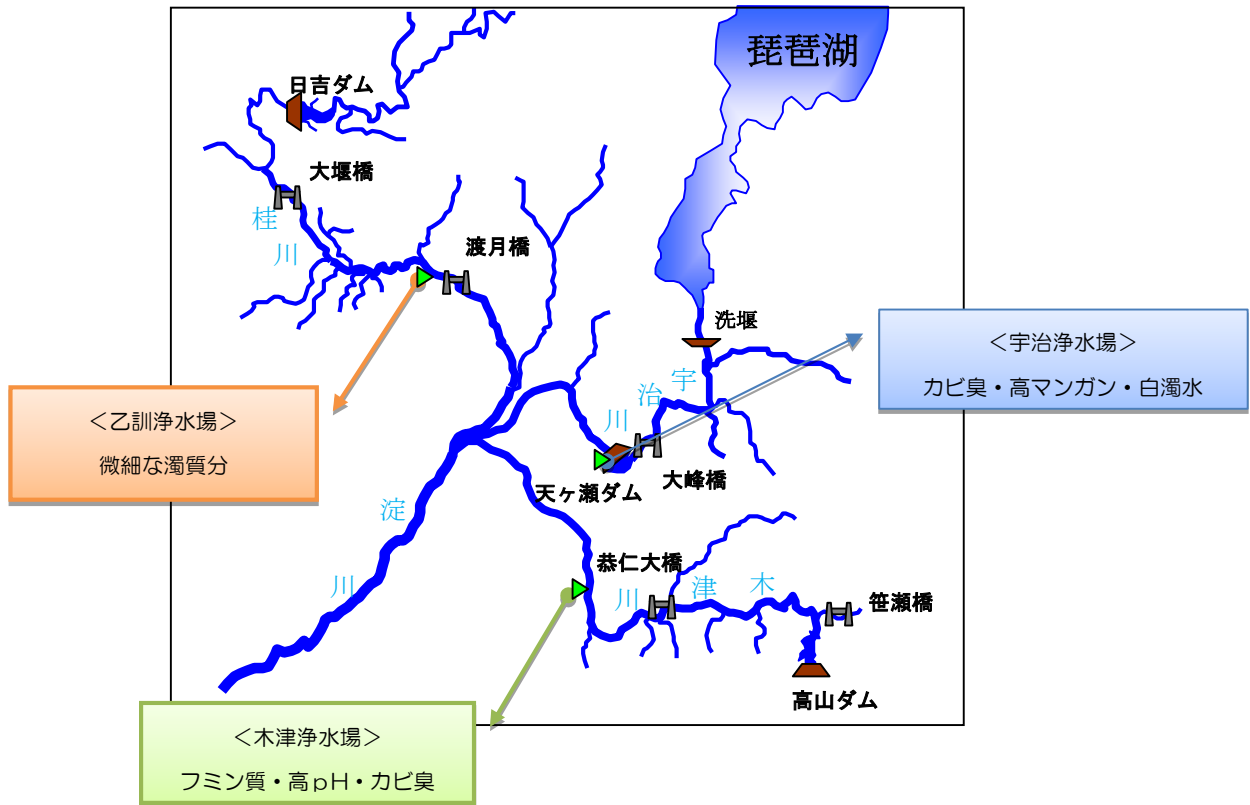 琵琶湖
日吉ダム
大堰橋
桂
川
渡月橋
洗堰
宇
治
川
<宇治浄水場>
カビ臭・高マンガン・白濁水
<乙訓浄水場>
微細な濁質分
大峰橋
天ヶ瀬ダム
淀
川
恭仁大橋
川
津
木
笹瀬橋
高山ダム
<木津浄水場>
フミン質・高pH・カビ臭